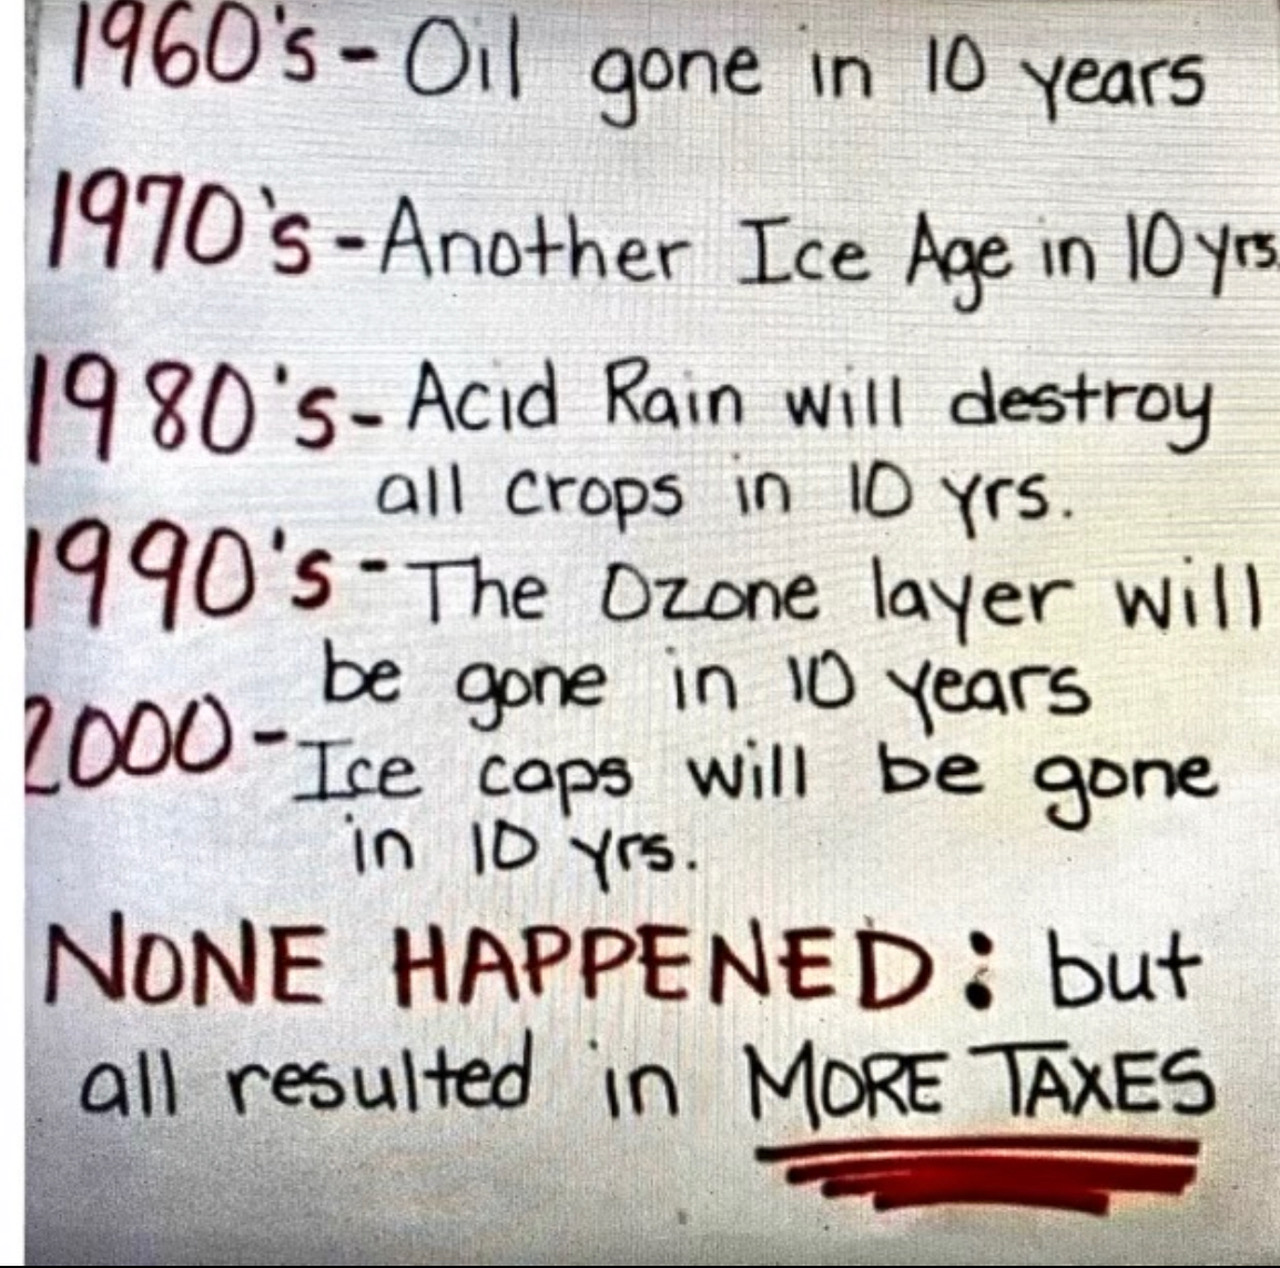 1960's - Oil gone in 10 years
1970's - Another Ice Age in 10 yrs.
1980's - Acid Rain will destroy
all crops in 10 yrs.
1990's - The Ozone layer will
be gone in 10 years
2000 - Ice caps will be gone
in 10 yrs.
NONE HAPPENED: but
all resulted in MORE TAXES